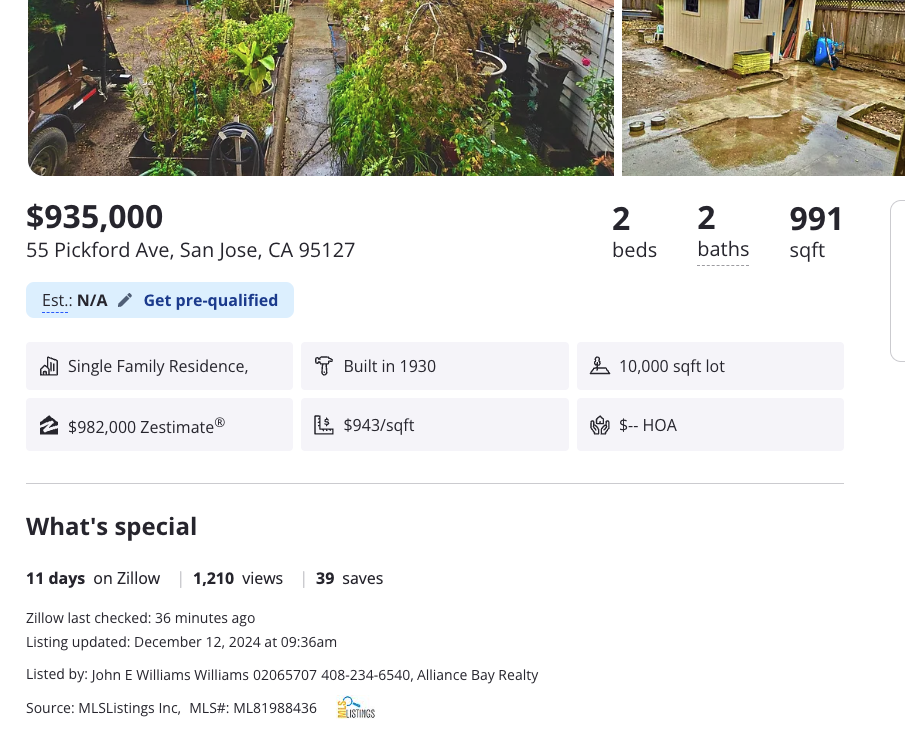 $935,000
55 Pickford Ave, San Jose, CA 95127
2
beds
2
baths
991
sqft
Est.: N/A Get pre-qualified
Single Family Residence,
Built in 1930
10,000 sqft lot
$982,000 Zestimate®
$943/sqft
$-- HOA
What's special
11 days on Zillow | 1,210 views | 39 saves
Zillow last checked: 36 minutes ago
Listing updated: December 12, 2024 at 09:36am
Listed by: John E Williams Williams 02065707 408-234-6540, Alliance Bay Realty
Source: MLSListings Inc, MLS#: ML81988436
MLS LISTINGS